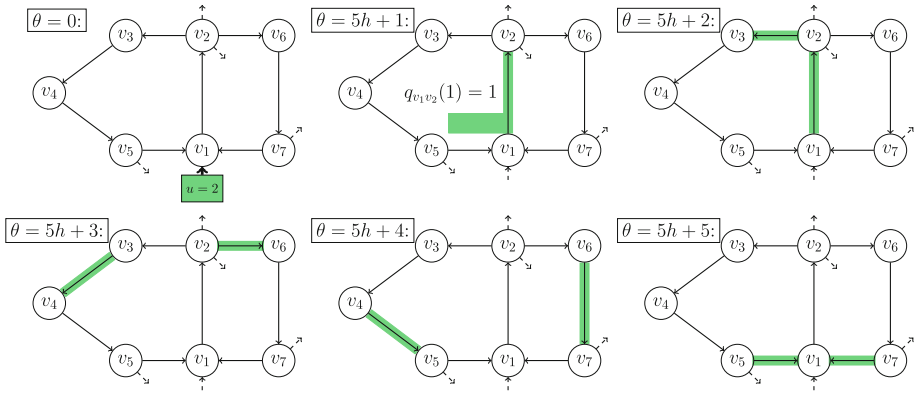 θ = 0:
v₃
v₂
v₆
v₄
v₅
v₁
v₇
u = 2
θ = 5h + 1:
v₃
v₂
v₆
v₄
q_{v₁v₂}(1) = 1
v₅
v₁
v₇
θ = 5h + 2:
v₃
v₂
v₆
v₄
v₅
v₁
v₇
θ = 5h + 3:
v₃
v₂
v₆
v₄
v₅
v₁
v₇
θ = 5h + 4:
v₃
v₂
v₆
v₄
v₅
v₁
v₇
θ = 5h + 5:
v₃
v₂
v₆
v₄
v₅
v₁
v₇